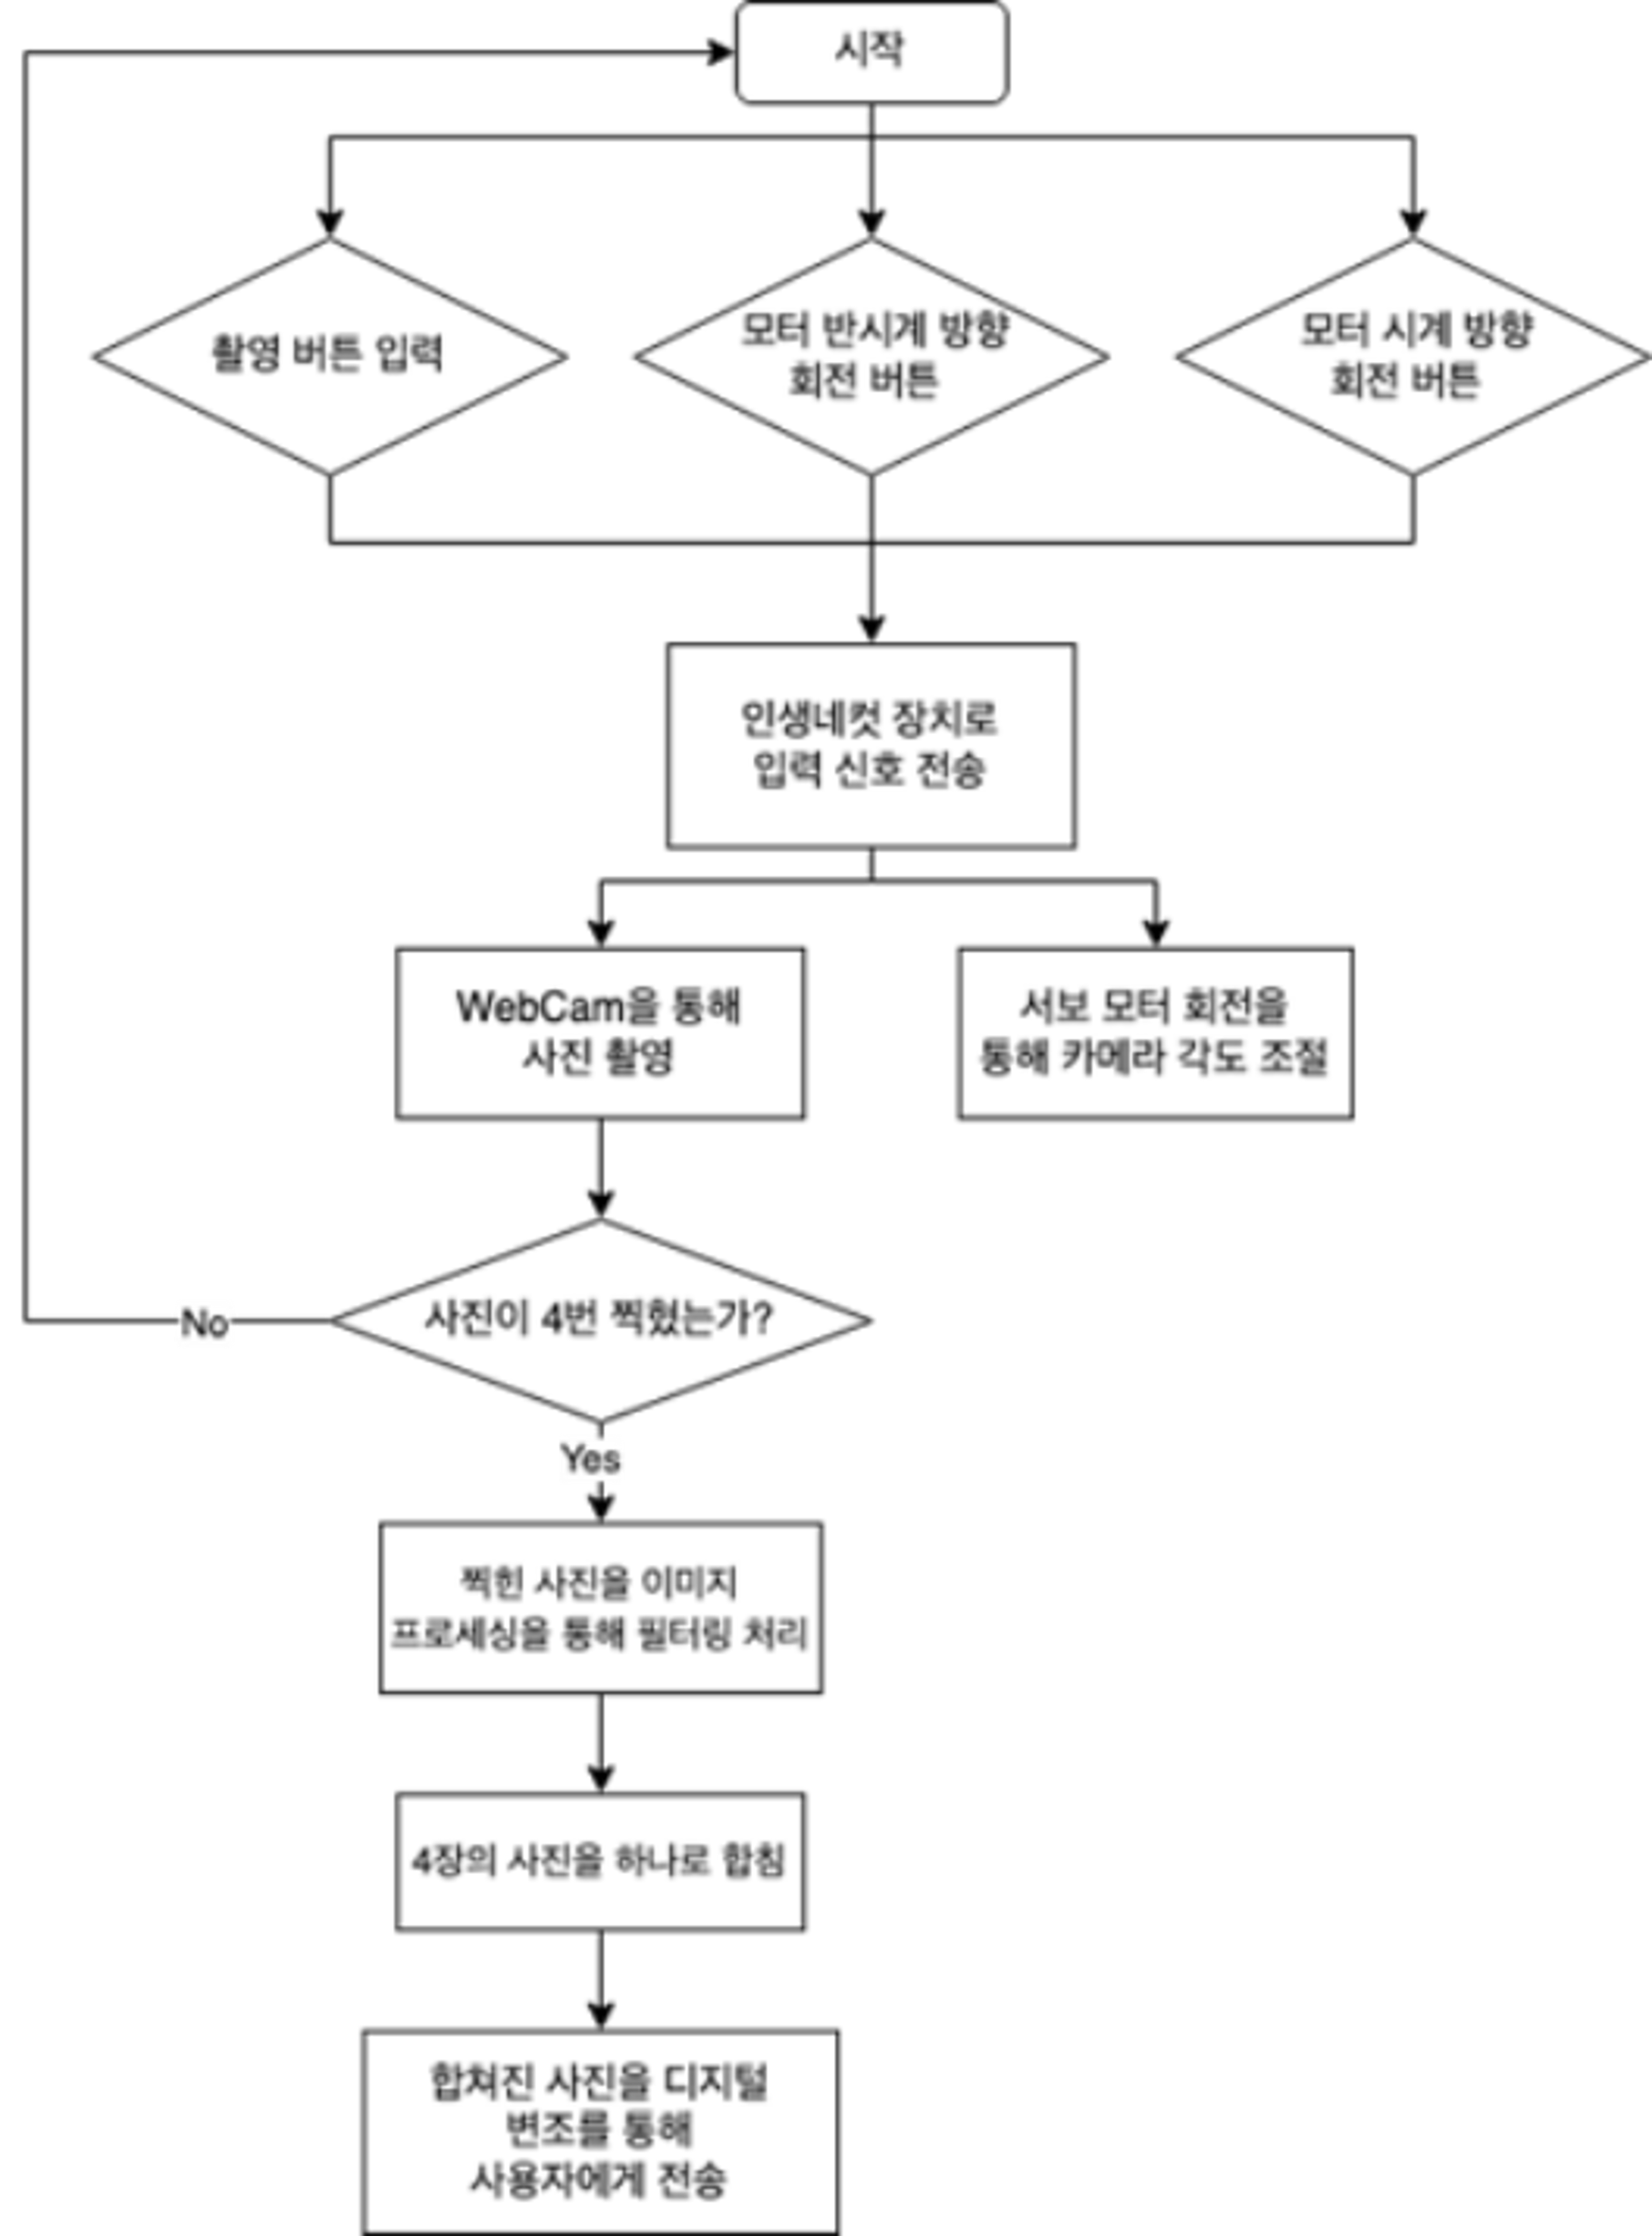 시작
촬영 버튼 입력
모터 반시계 방향
회전 버튼
모터 시계 방향
회전 버튼
인생네컷 장치로
입력 신호 전송
WebCam을 통해
사진 촬영
서보 모터 회전을
통해 카메라 각도 조절
사진이 4번 찍혔는가?
No
Yes
찍힌 사진을 이미지
프로세싱을 통해 필터링 처리
4장의 사진을 하나로 합침
합쳐진 사진을 디지털
변조를 통해
사용자에게 전송